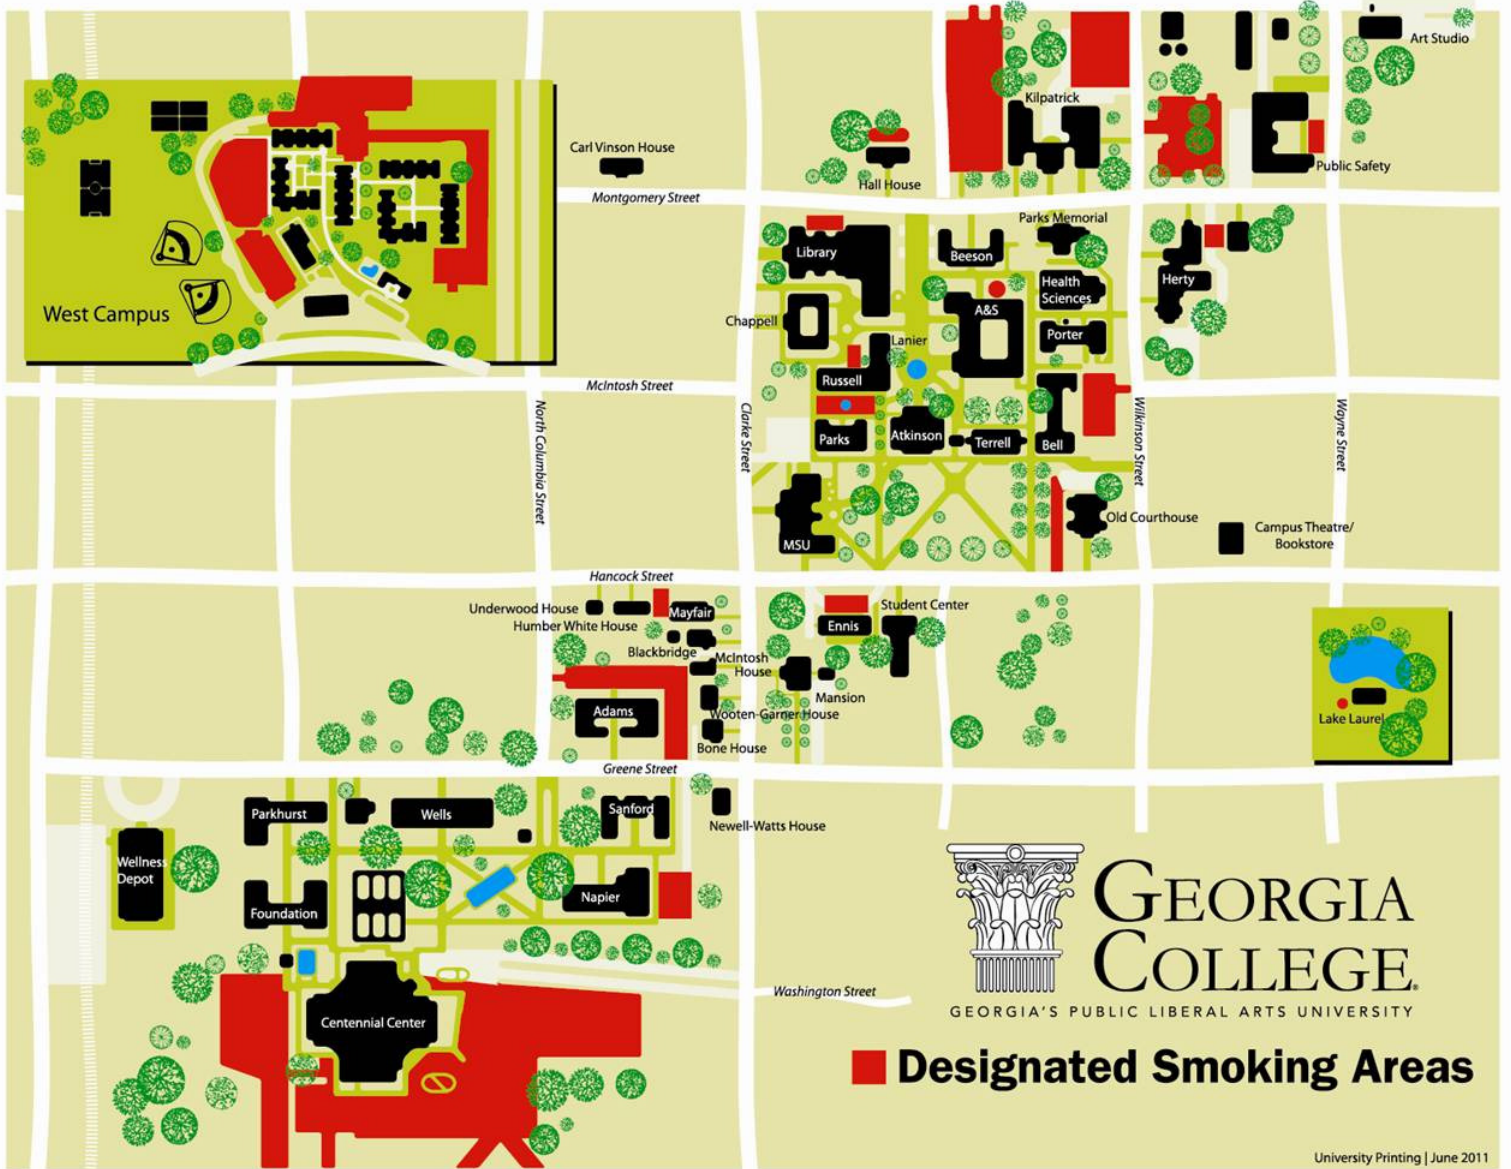 Art Studio
Kilpatrick
Carl Vinson House
Public Safety
Hall House
Montgomery Street
Parks Memorial
Library
Beeson
Health
Sciences
Herty
West Campus
A&S
Chappell
Porter
Lanier
Russell
McIntosh Street
North Columbia Street
Clarke Street
Wilkinson Street
Wayne Street
Parks
Atkinson
Terrell
Bell
Old Courthouse
Campus Theatre/
Bookstore
MSU
Hancock Street
Underwood House
Mayfair
Humber White House
Student Center
Ennis
Blackbridge
McIntosh
House
Mansion
Adams
Wooten-Garner House
Lake Laurel
Bone House
Greene Street
Parkhurst
Wells
Sanford
Newell-Watts House
Wellness
Depot
Napier
Foundation
GEORGIA
COLLEGE®
GEORGIA'S PUBLIC LIBERAL ARTS UNIVERSITY
Washington Street
Centennial Center
Designated Smoking Areas
University Printing | June 2011